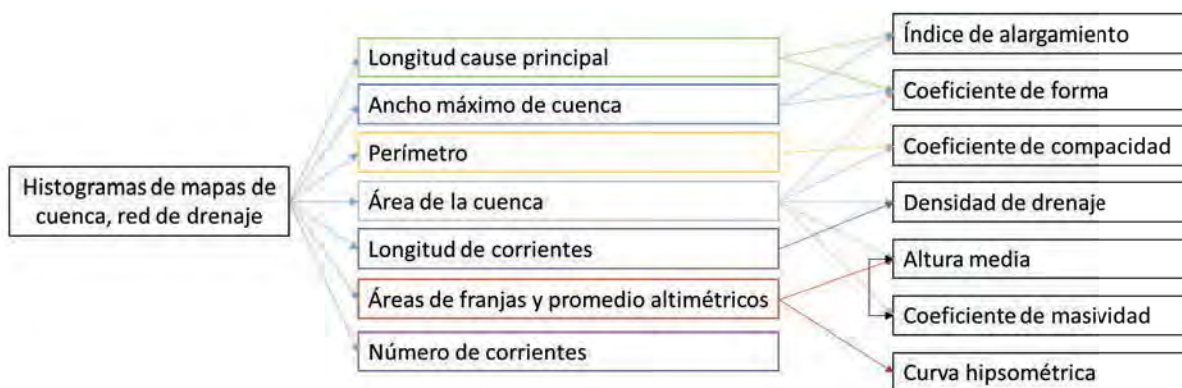 Histogramas de mapas de
cuenca, red de drenaje
Longitud cause principal
Ancho máximo de cuenca
Perímetro
Área de la cuenca
Longitud de corrientes
Áreas de franjas y promedio altimétricos
Número de corrientes
Índice de alargamiento
Coeficiente de forma
Coeficiente de compacidad
Densidad de drenaje
Altura media
Coeficiente de masividad
Curva hipsométrica